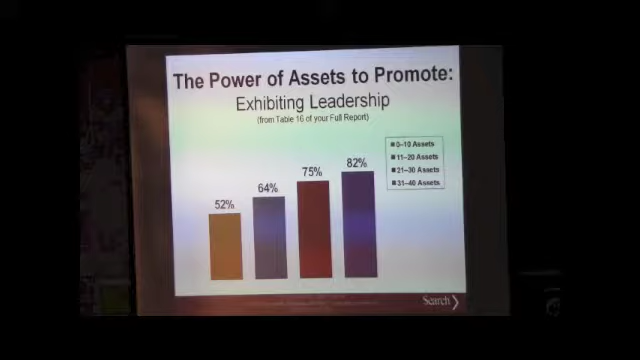 The Power of Assets to Promote:
Exhibiting Leadership
(from Table 16 of your Full Report)
0–10 Assets
11–20 Assets
21–30 Assets
31–40 Assets
52%
64%
75%
82%
Search